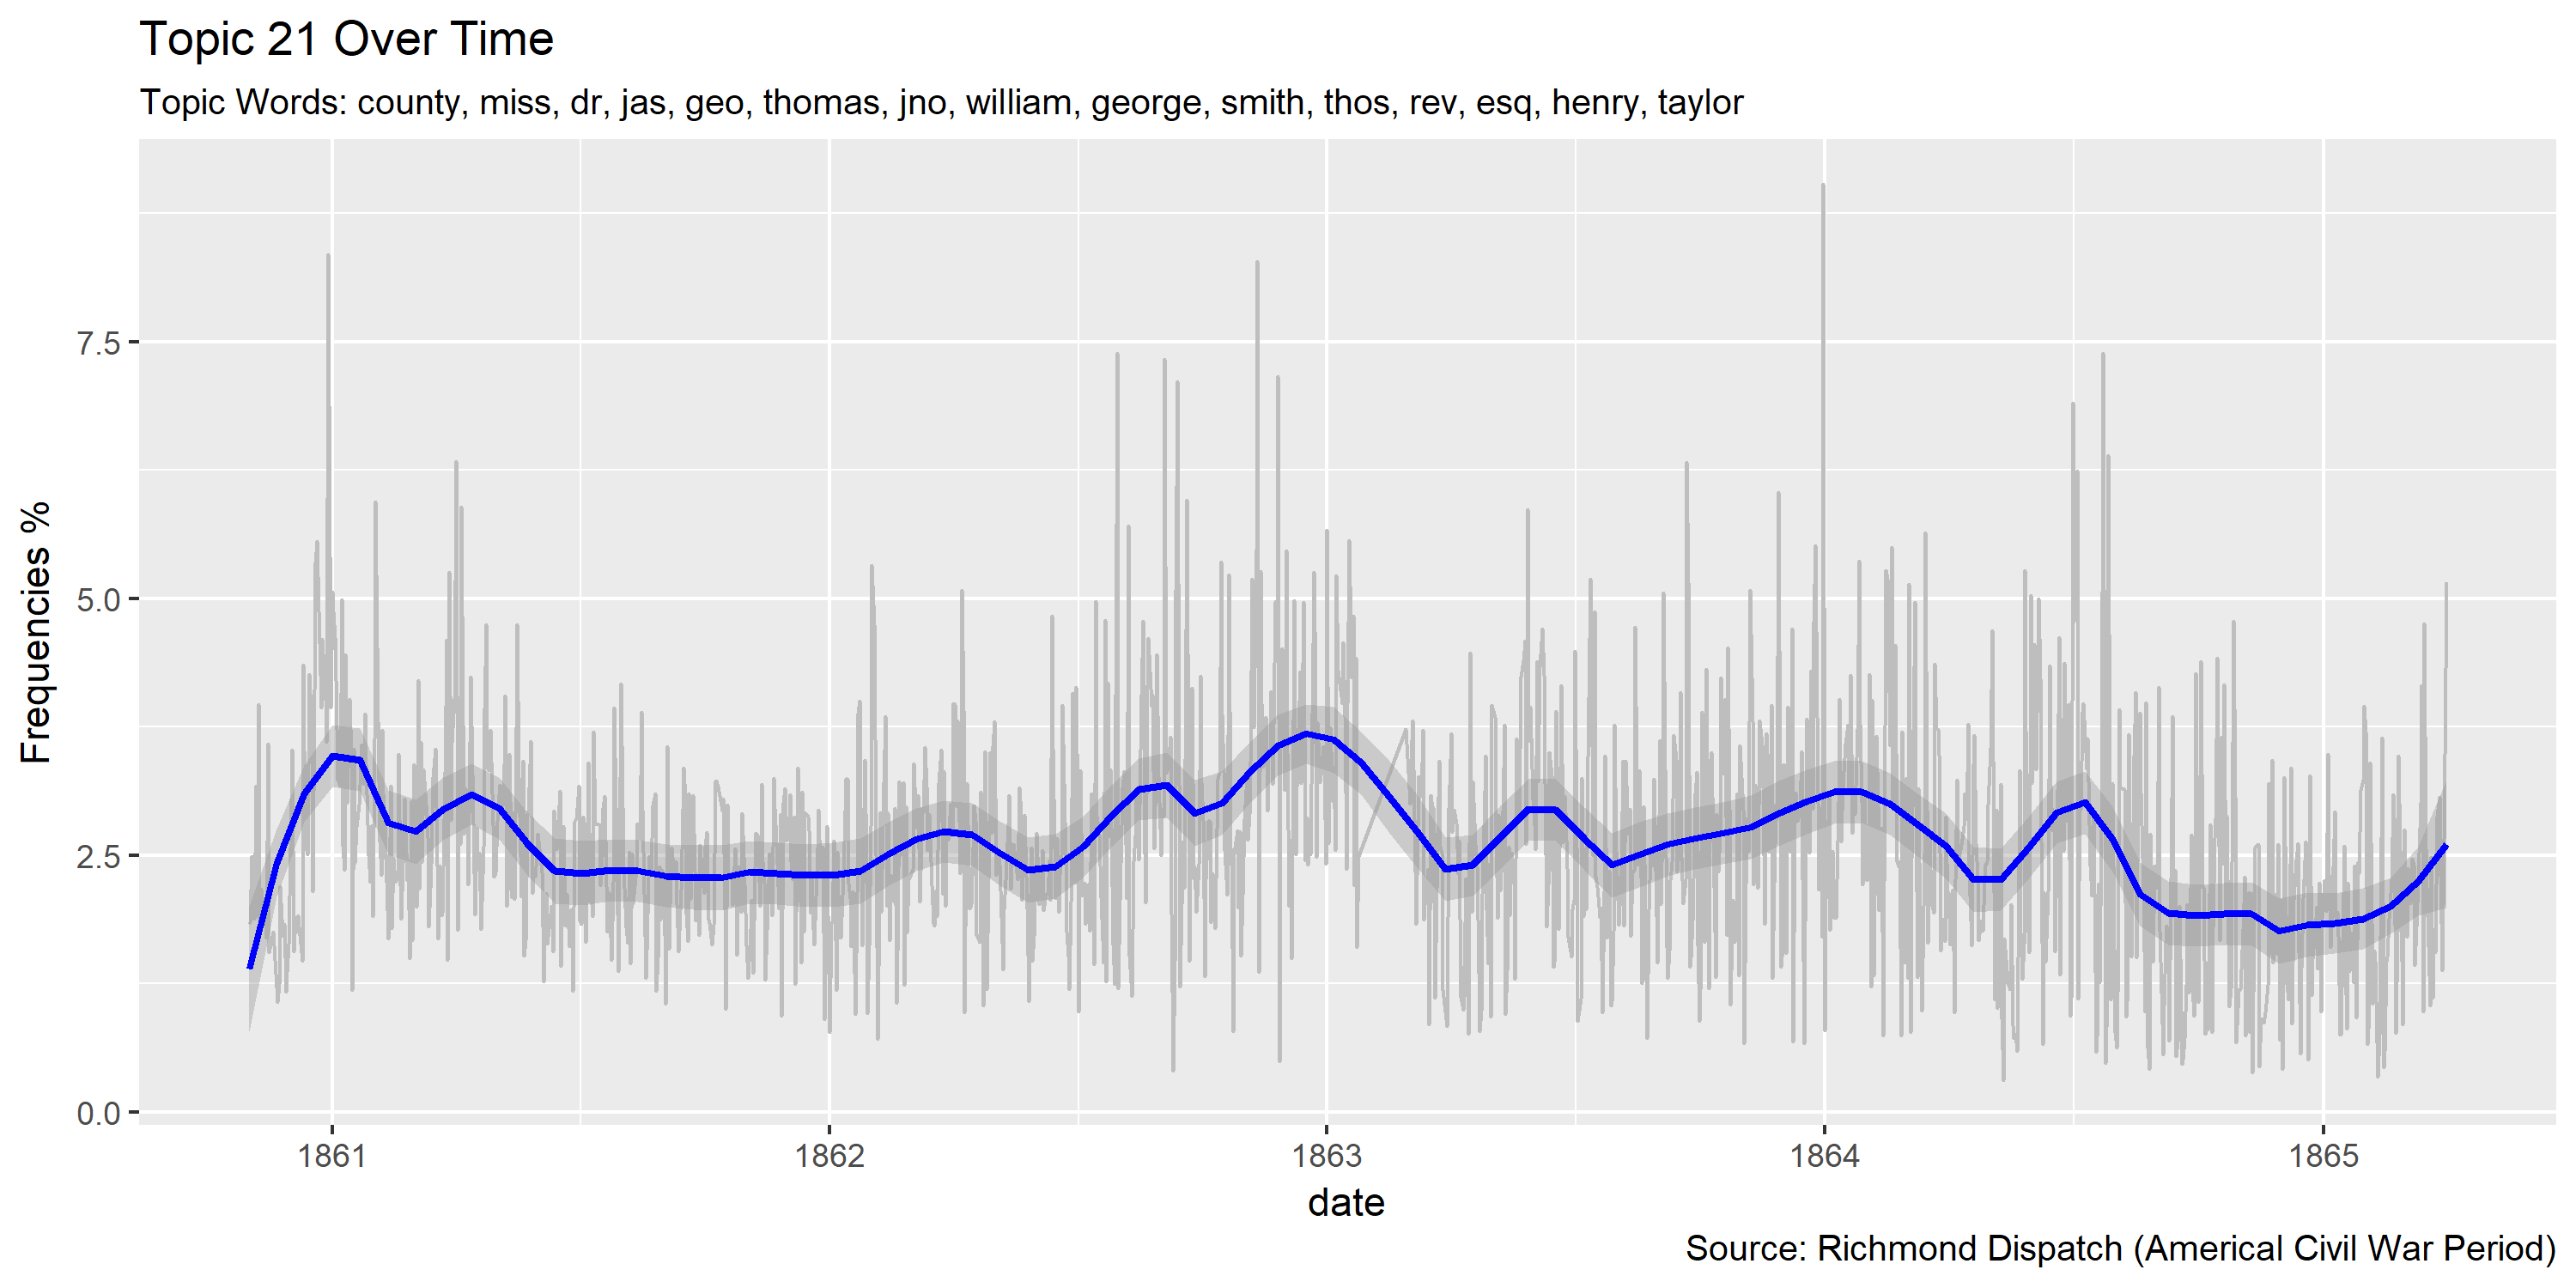 Topic 21 Over Time
Topic Words: county, miss, dr, jas, geo, thomas, jno, william, george, smith, thos, rev, esq, henry, taylor
Frequencies %
7.5
5.0
2.5
0.0
1861 1862 1863 1864 1865
date
Source: Richmond Dispatch (Americal Civil War Period)